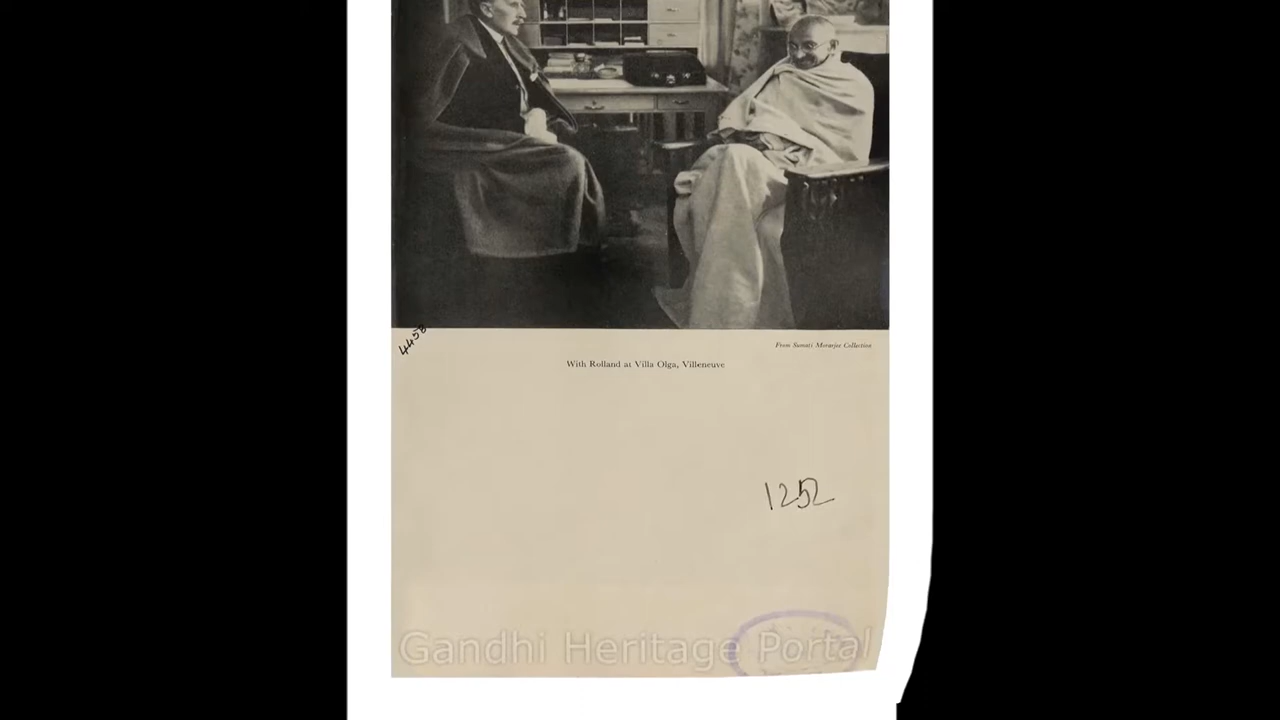 4458
From Sumati Morarjee Collection
With Rolland at Villa Olga, Villeneuve
1252
Gandhi Heritage Portal